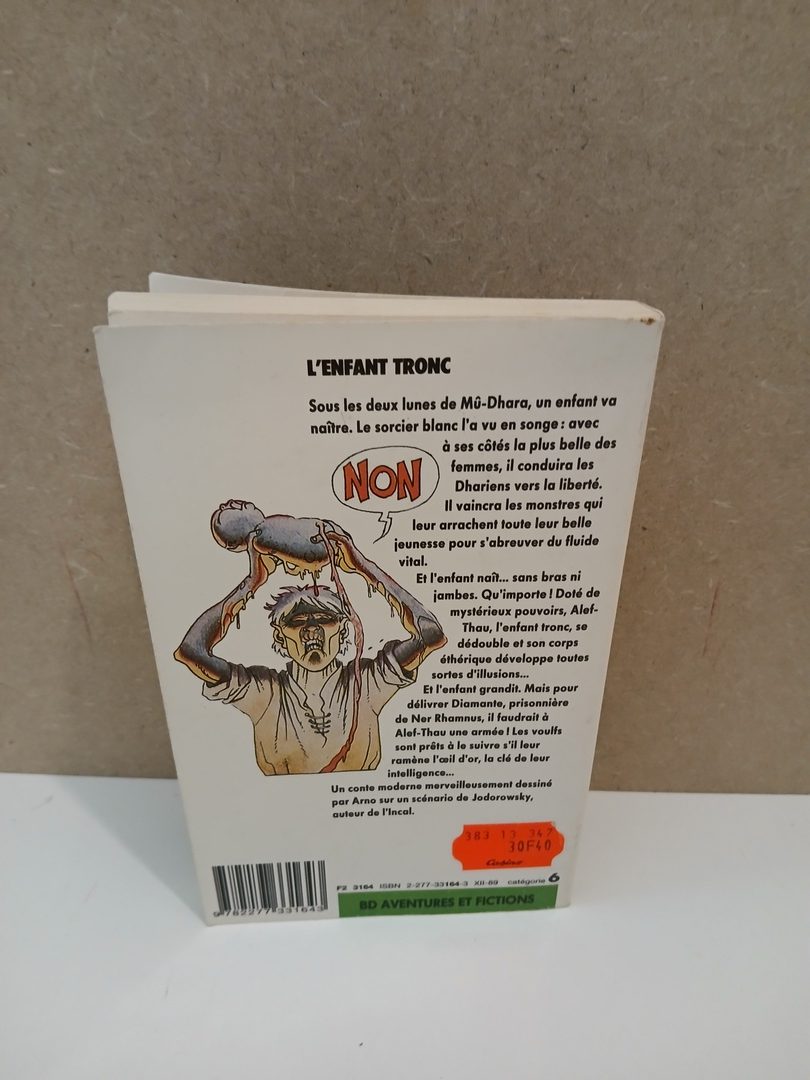 L'ENFANT TRONC
Sous les deux lunes de Mû-Dhara, un enfant va
naître. Le sorcier blanc l'a vu en songe : avec
à ses côtés la plus belle des
femmes, il conduira les
Dhariens vers la liberté.
Il vaincra les monstres qui
leur arrachent toute leur belle
jeunesse pour s'abreuver du fluide
vital.
NON
Et l'enfant naît... sans bras ni
jambes. Qu'importe ! Doté de
mystérieux pouvoirs, Alef-
Thau, l'enfant tronc, se
dédouble et son corps
éthérique développe toutes
sortes d'illusions...
Et l'enfant grandit. Mais pour
délivrer Diamante, prisonnière
de Ner Rhamnus, il faudrait à
Alef-Thau une armée ! Les voulfs
sont prêts à le suivre s'il leur
ramène l'œil d'or, la clé de leur
intelligence...
Un conte moderne merveilleusement dessiné
par Arno sur un scénario de Jodorowsky,
auteur de l'Incal.
383 13 347
30F40
Casino
F2 3164 ISBN 2-277-33164-3 XII-89 catégorie 6
9 782277 331643
BD AVENTURES ET FICTIONS